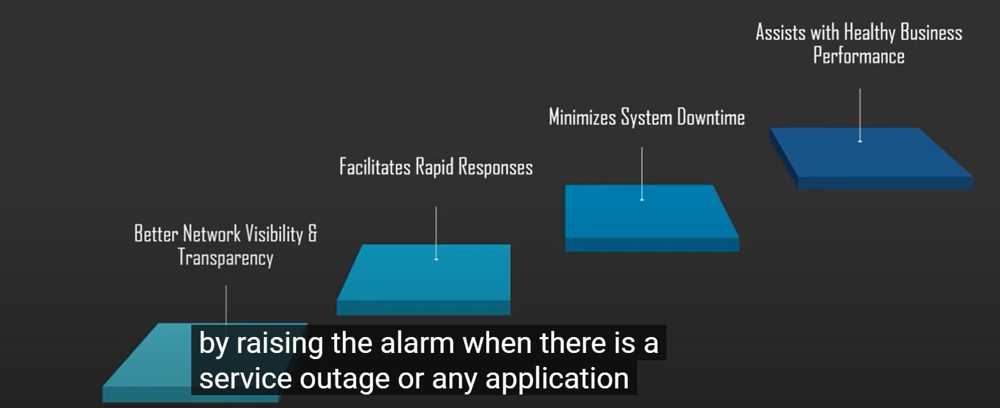 Assists with Healthy Business
Performance
Minimizes System Downtime
Facilitates Rapid Responses
Better Network Visibility &
Transparency
by raising the alarm when there is a
service outage or any application